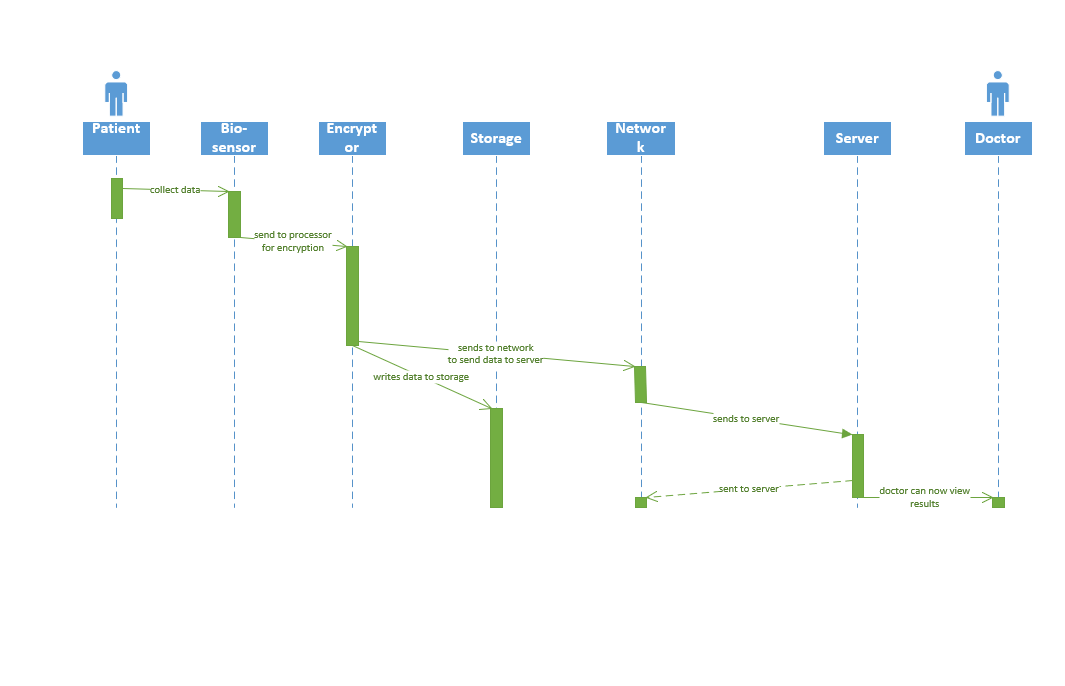 Patient
Bio-
sensor
Encrypt
or
Storage
Networ
k
Server
Doctor
collect data
send to processor
for encryption
sends to network
to send data to server
writes data to storage
sends to server
sent to server
doctor can now view
results